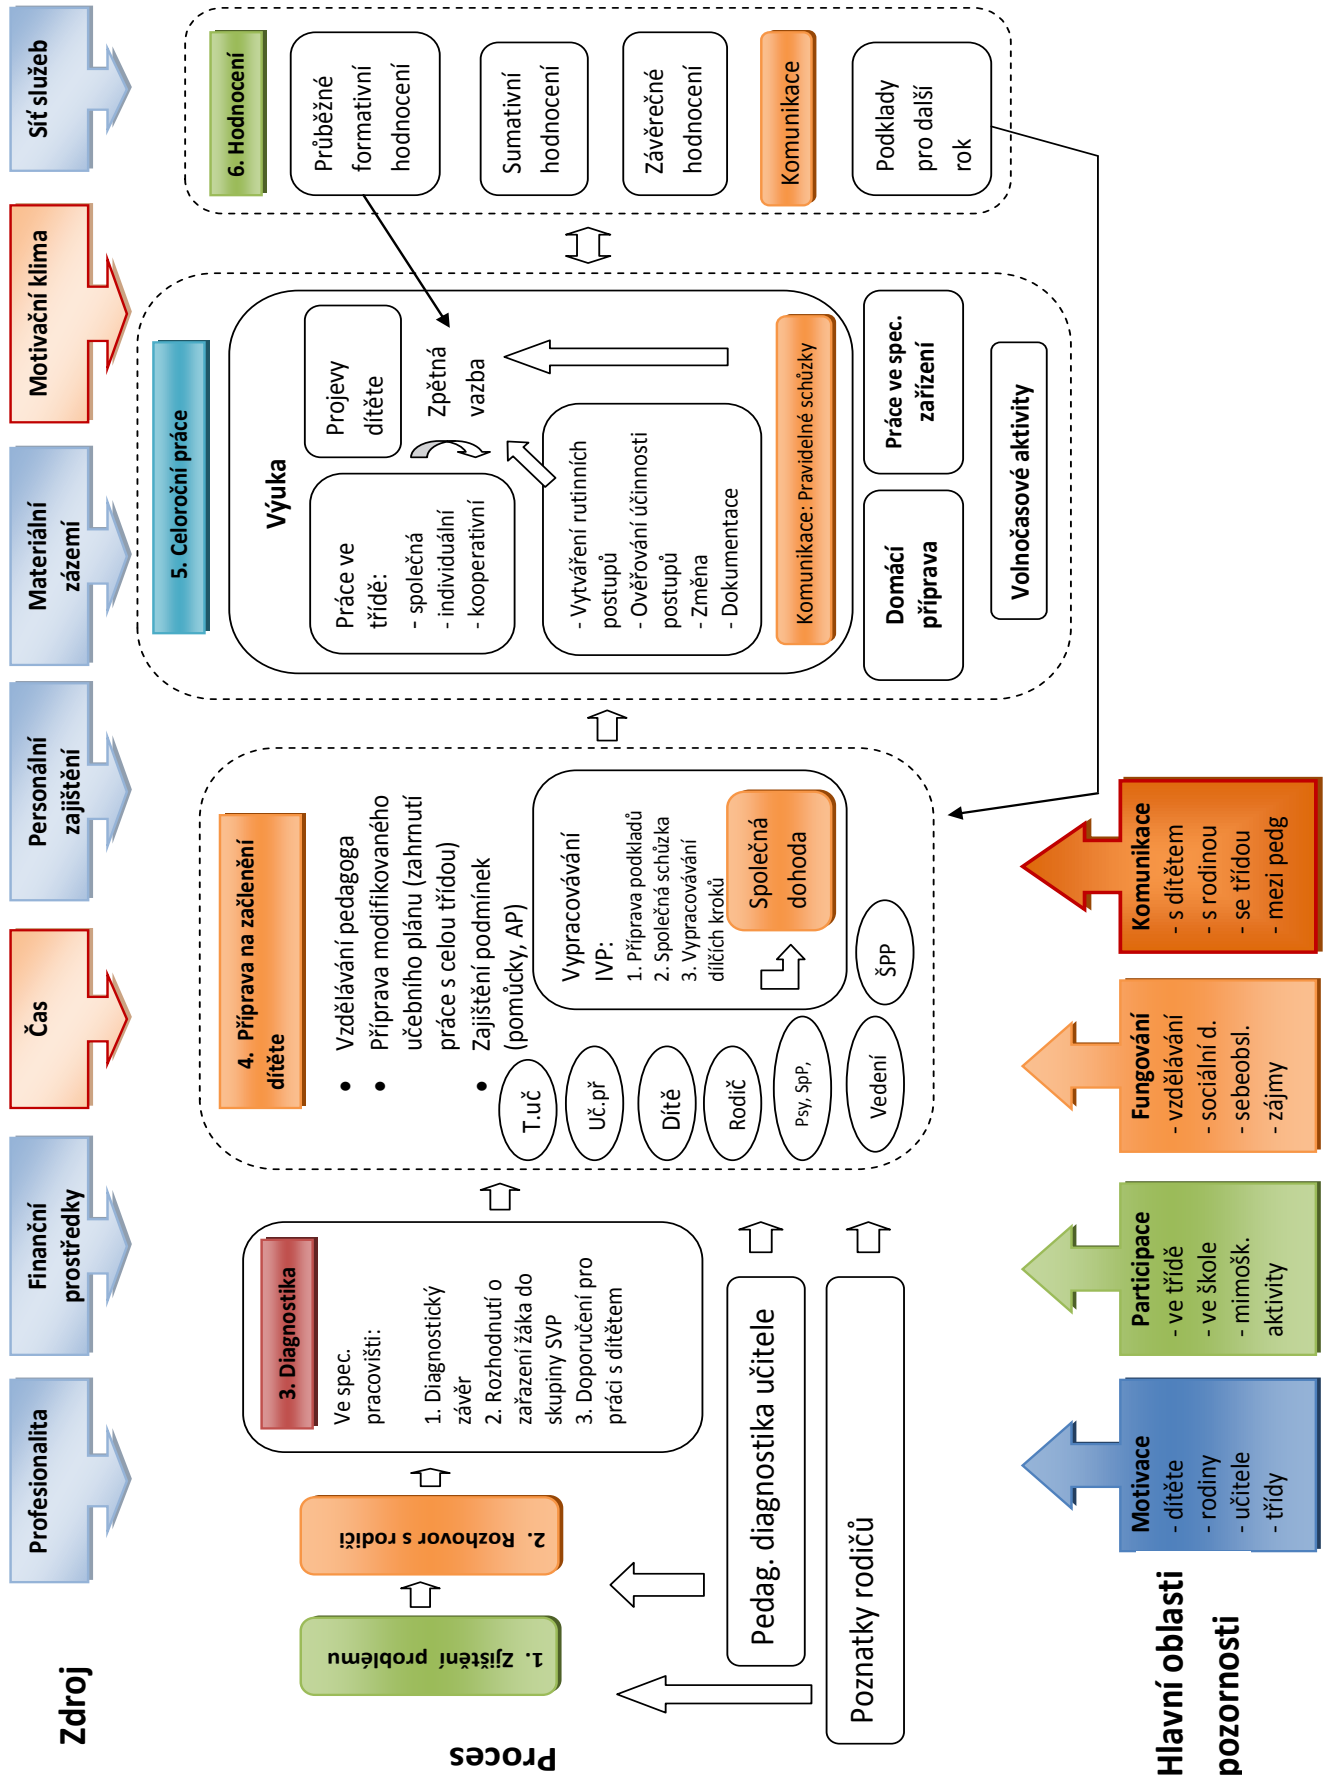 Zdroj
Profesionalita
Finanční
prostředky
Čas
Personální
zajištění
Materiální
zázemí
Motivační klima
Síť služeb
Proces
1. Zjištění
problému
2. Rozhovor s rodiči
3. Diagnostika
Ve spec.
pracovišti:
1. Diagnostický
závěr
2. Rozhodnutí o
zařazení žáka do
skupiny SVP
3. Doporučení pro
práci s dítětem
Pedag. diagnostika učitele
Poznatky rodičů
4. Příprava na začlenění
dítěte
• Vzdělávání pedagoga
• Příprava modifikovaného
učebního plánu (zahrnutí
práce s celou třídou)
• Zajištění podmínek
(pomůcky, AP)
T.uč
Uč.př
Dítě
Rodič
Psy, SpP,
Vedení
ŠPP
Vypracovávání
IVP:
1. Příprava podkladů
2. Společná schůzka
3. Vypracovávání
dílčích kroků
Společná
dohoda
5. Celoroční práce
Výuka
Práce ve
třídě:
- společná
- individuální
- kooperativní
Projevy
dítěte
Zpětná
vazba
- Vytváření rutinních
postupů
- Ověřování účinnosti
postupů
- Změna
- Dokumentace
Komunikace: Pravidelné schůzky
Domácí
příprava
Práce ve spec.
zařízení
Volnočasové aktivity
6. Hodnocení
Průběžné
formativní
hodnocení
Sumativní
hodnocení
Závěrečné
hodnocení
Komunikace
Podklady
pro další
rok
Hlavní oblasti
pozornosti
Motivace
- dítěte
- rodiny
- učitele
- třídy
Participace
- ve třídě
- ve škole
- mimošk.
aktivity
Fungování
- vzdělávání
- sociální d.
- sebeobsl.
- zájmy
Komunikace
- s dítětem
- s rodinou
- se třídou
- mezi pedg